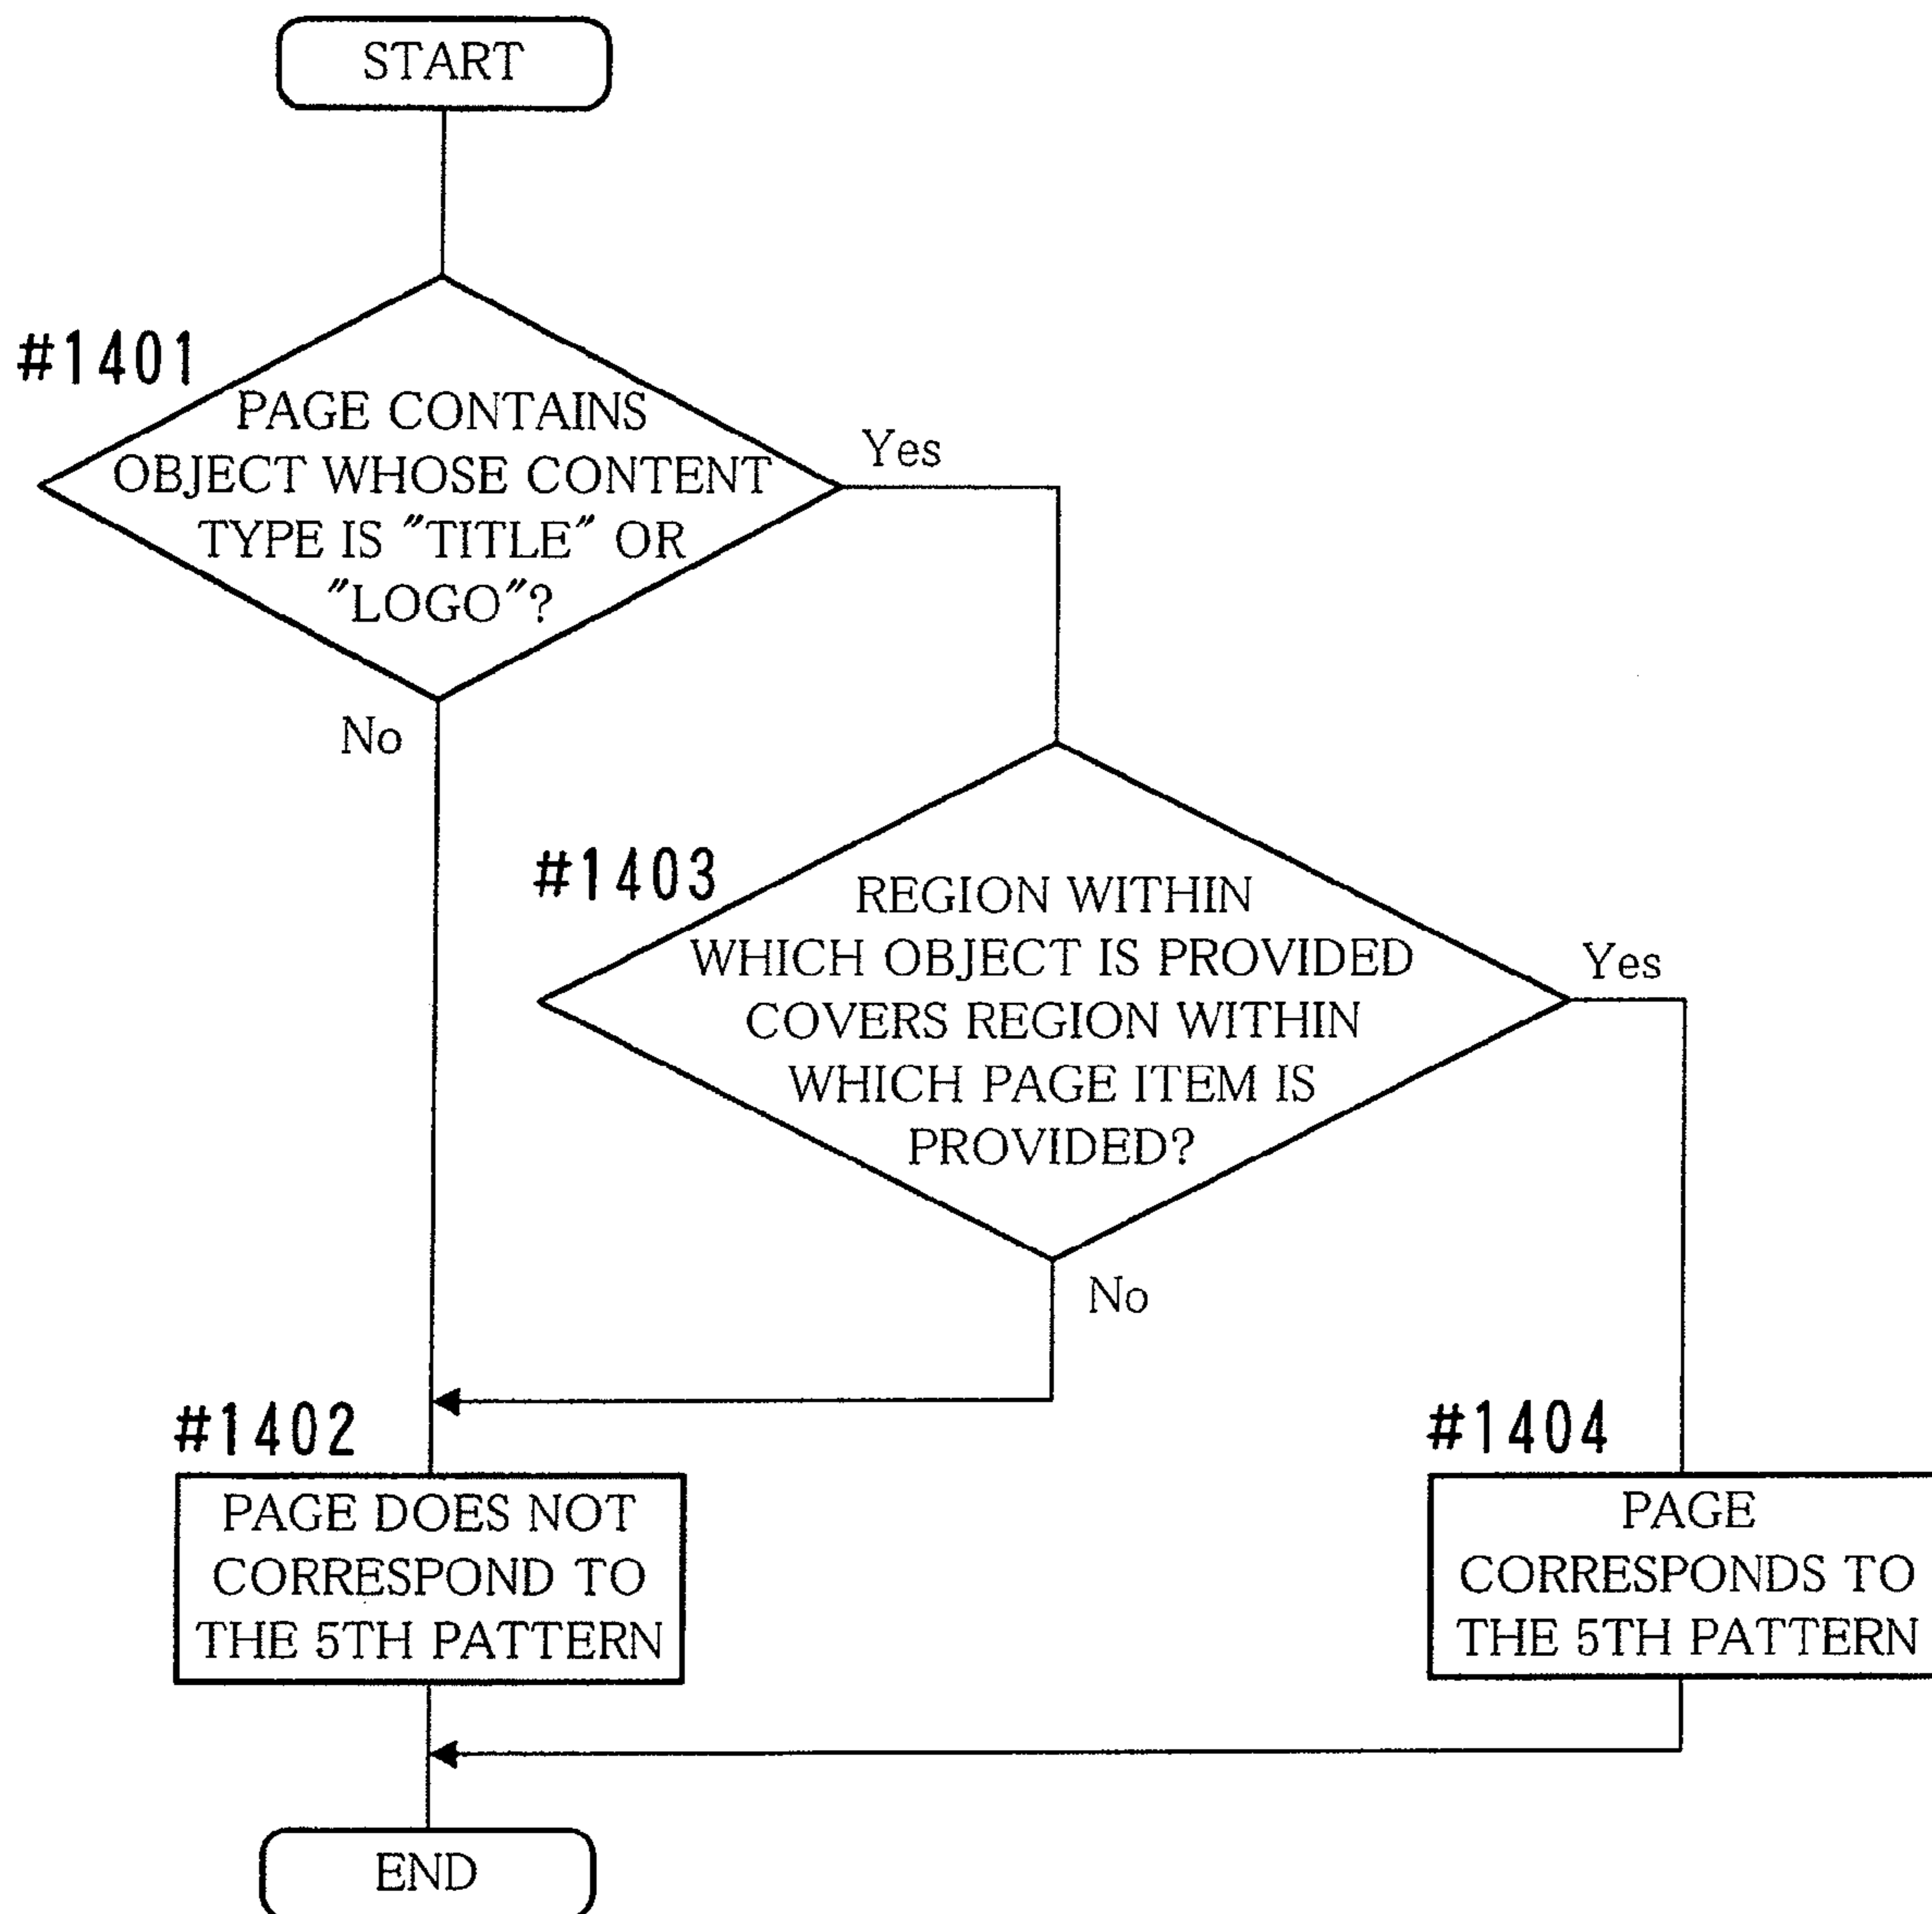 START
#1401
PAGE CONTAINS
OBJECT WHOSE CONTENT
TYPE IS "TITLE" OR
"LOGO"?
Yes
No
#1403
REGION WITHIN
WHICH OBJECT IS PROVIDED
COVERS REGION WITHIN
WHICH PAGE ITEM IS
PROVIDED?
Yes
No
#1402
PAGE DOES NOT
CORRESPOND TO
THE 5TH PATTERN
#1404
PAGE
CORRESPONDS TO
THE 5TH PATTERN
END